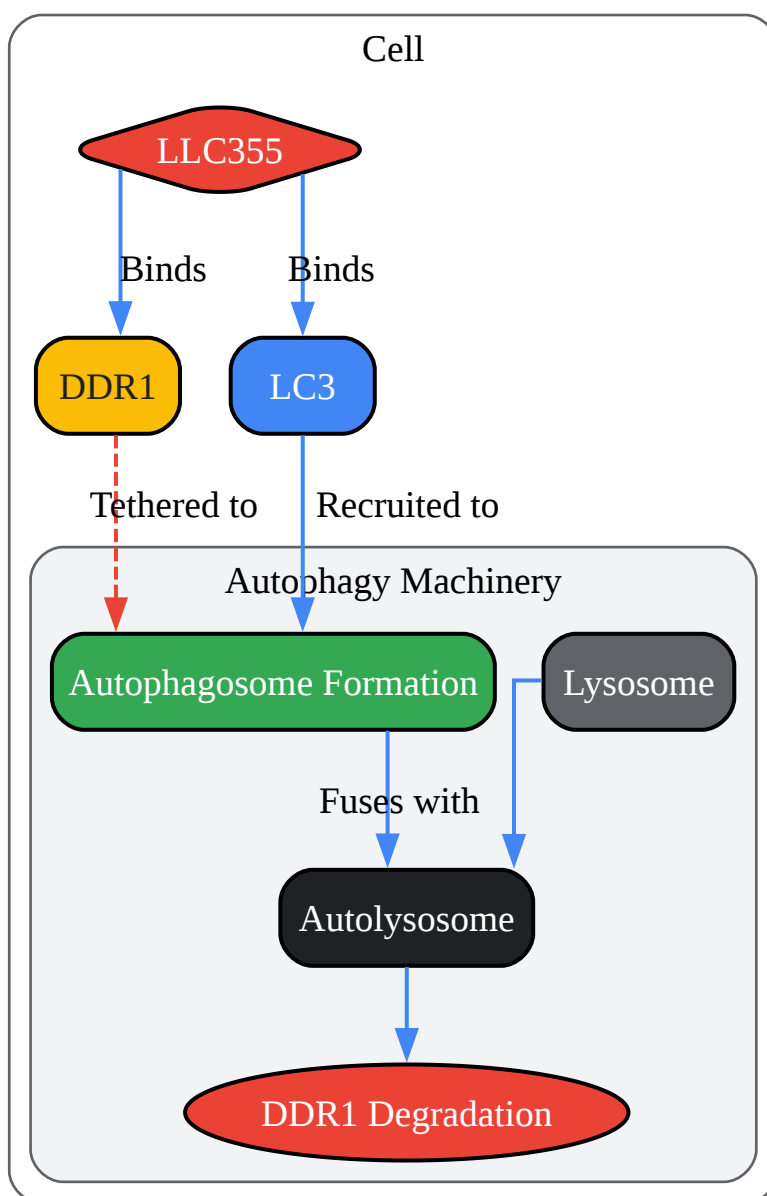 Cell
LLC355
Binds
Binds
DDR1
LC3
Tethered to
Recruited to
Autophagy Machinery
Autophagosome Formation
Lysosome
Fuses with
Autolysosome
DDR1 Degradation